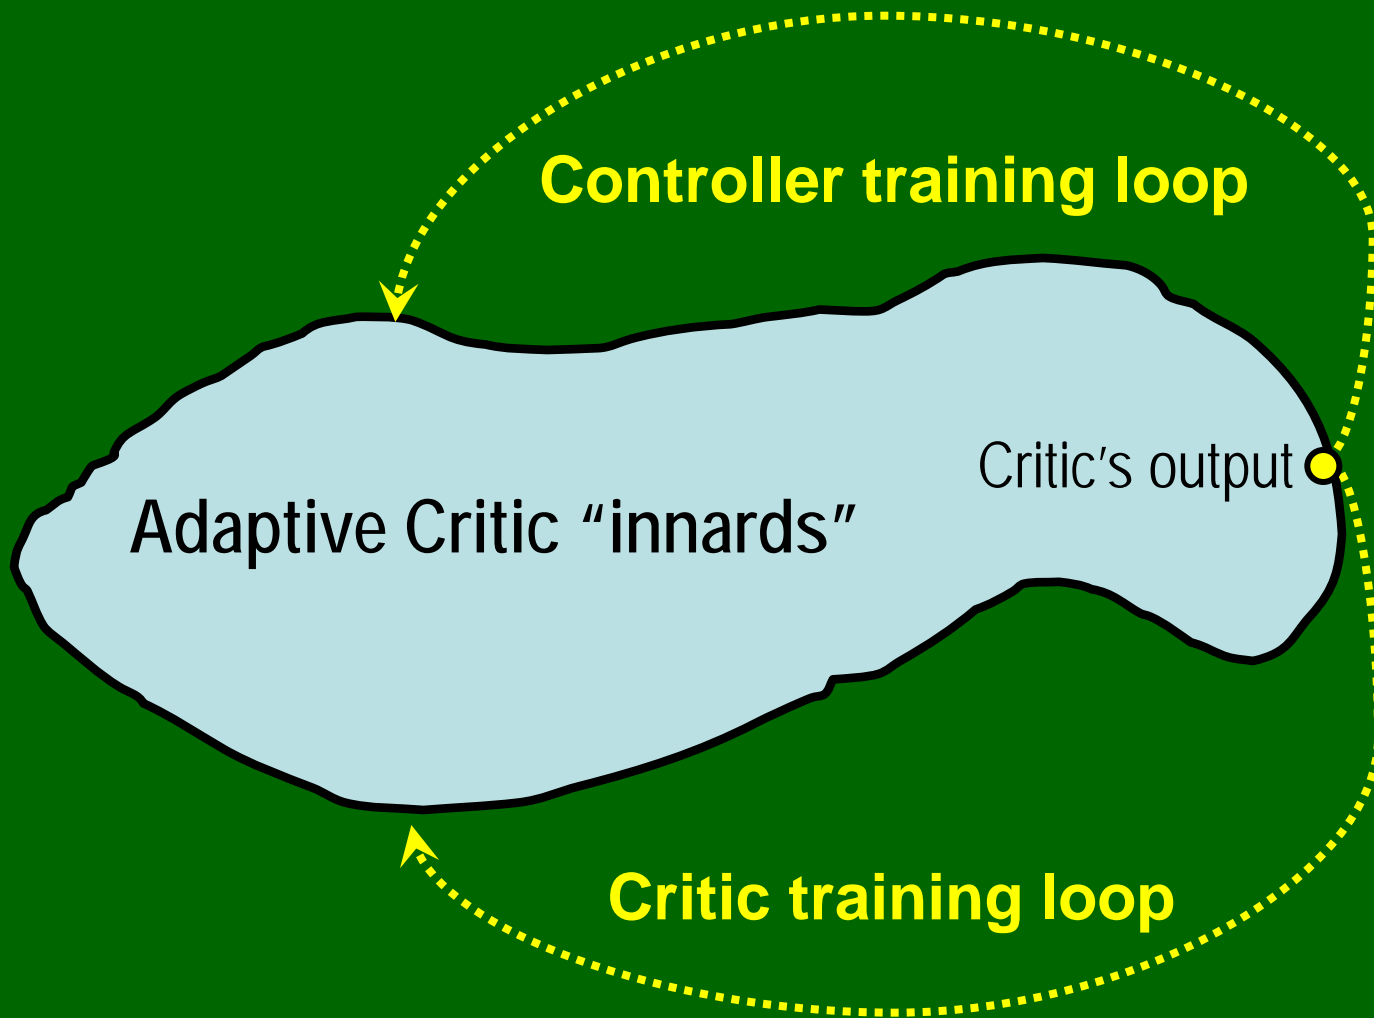 Controller training loop
Critic's output
Adaptive Critic “innards”
Critic training loop